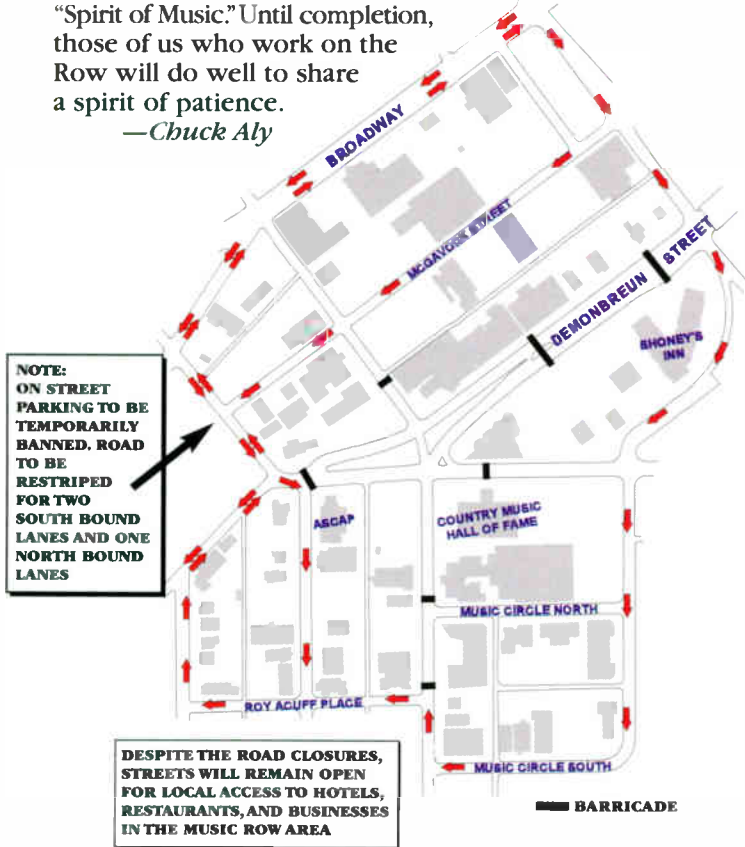 “Spirit of Music.” Until completion,
those of us who work on the
Row will do well to share
a spirit of patience.
—Chuck Aly
BROADWAY
MCGAVOCK STREET
DEMONBREUN STREET
SHONEY'S
INN
NOTE:
ON STREET
PARKING TO BE
TEMPORARILY
BANNED. ROAD
TO BE
RESTRIPED
FOR TWO
SOUTH BOUND
LANES AND ONE
NORTH BOUND
LANES
ASCAP
COUNTRY MUSIC
HALL OF FAME
MUSIC CIRCLE NORTH
ROY ACUFF PLACE
MUSIC CIRCLE SOUTH
DESPITE THE ROAD CLOSURES,
STREETS WILL REMAIN OPEN
FOR LOCAL ACCESS TO HOTELS,
RESTAURANTS, AND BUSINESSES
IN THE MUSIC ROW AREA
BARRICADE